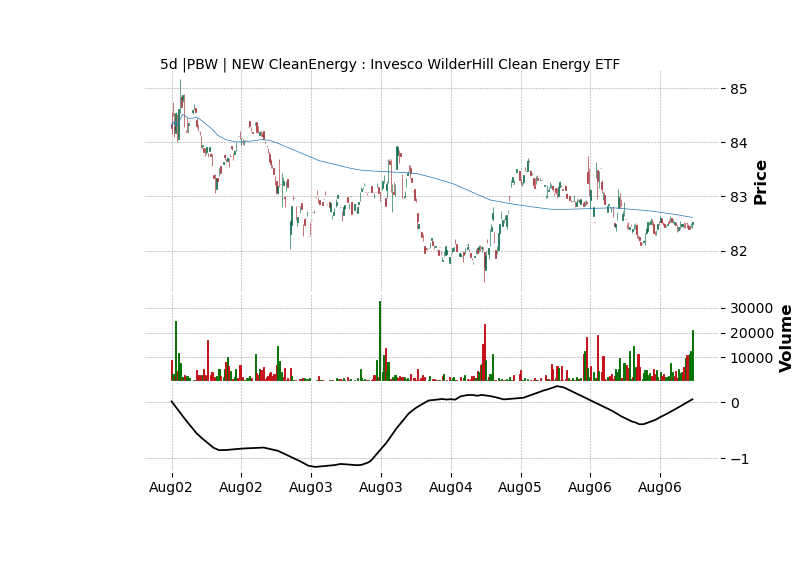 5d |PBW | NEW CleanEnergy : Invesco WilderHill Clean Energy ETF
85
84
83
82
Price
30000
20000
10000
Volume
0
−1
Aug02 Aug02 Aug03 Aug03 Aug04 Aug05 Aug06 Aug06